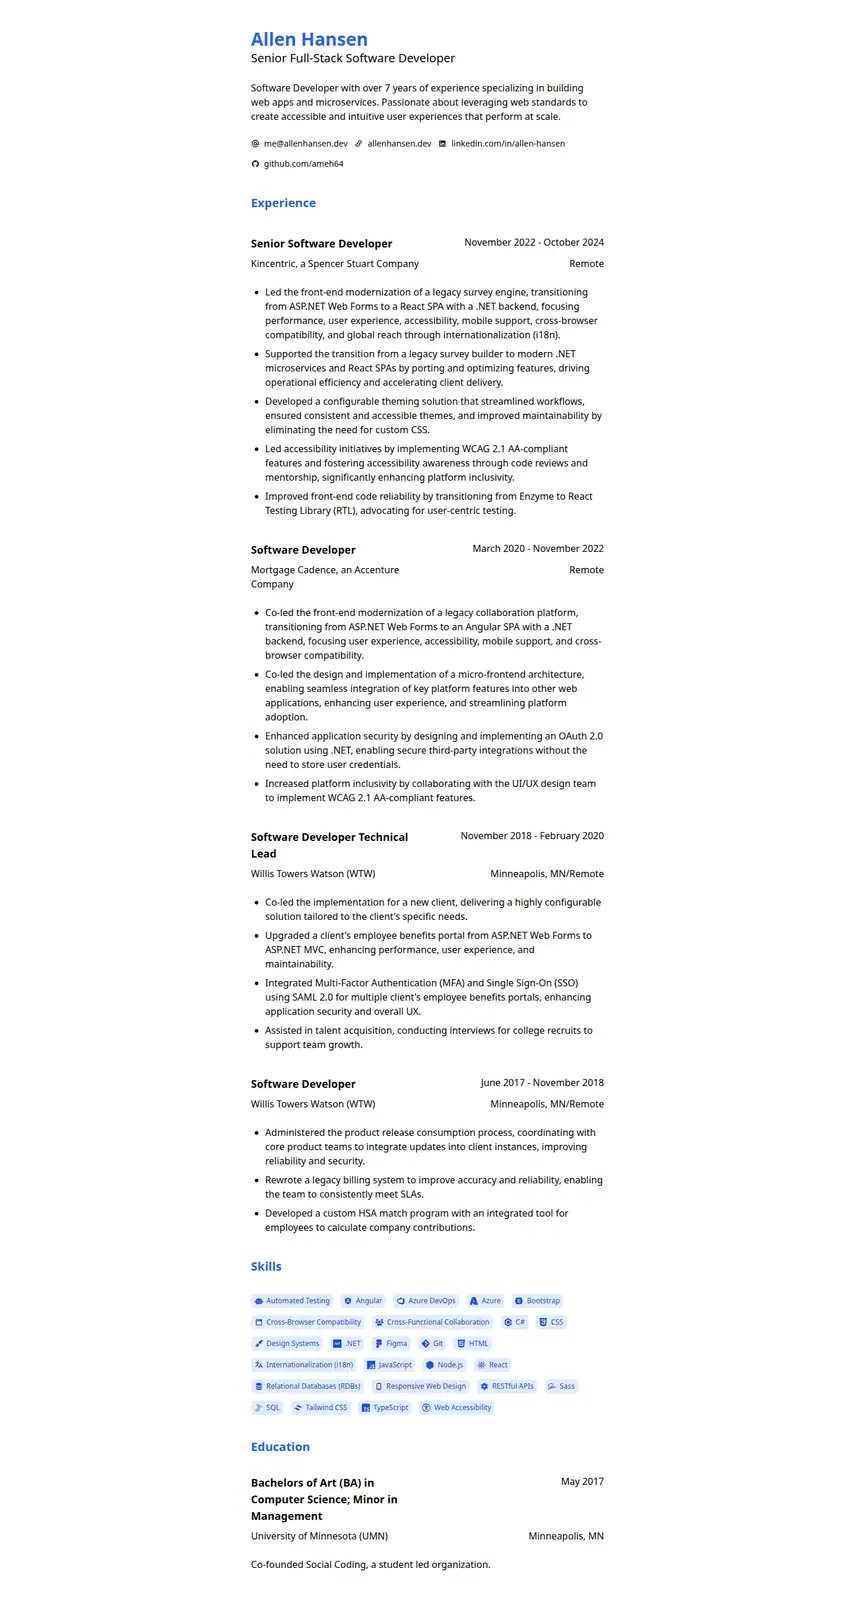 Allen Hansen
Senior Full-Stack Software Developer
Software Developer with over 7 years of experience specializing in building
web apps and microservices. Passionate about leveraging web standards to
create accessible and intuitive user experiences that perform at scale.
me@allenhansen.dev allenhansen.dev linkedin.com/in/allen-hansen
github.com/ameh64
Experience
Senior Software Developer November 2022 - October 2024
Kincentric, a Spencer Stuart Company Remote
• Led the front-end modernization of a legacy survey engine, transitioning
from ASP.NET Web Forms to a React SPA with a .NET backend, focusing
performance, user experience, accessibility, mobile support, cross-browser
compatibility, and global reach through internationalization (i18n).
• Supported the transition from a legacy survey builder to modern .NET
microservices and React SPAs by porting and optimizing features, driving
operational efficiency and accelerating client delivery.
• Developed a configurable theming solution that streamlined workflows,
ensured consistent and accessible themes, and improved maintainability by
eliminating the need for custom CSS.
• Led accessibility initiatives by implementing WCAG 2.1 AA-compliant
features and fostering accessibility awareness through code reviews and
mentorship, significantly enhancing platform inclusivity.
• Improved front-end code reliability by transitioning from Enzyme to React
Testing Library (RTL), advocating for user-centric testing.
Software Developer March 2020 - November 2022
Mortgage Cadence, an Accenture Remote
Company
• Co-led the front-end modernization of a legacy collaboration platform,
transitioning from ASP.NET Web Forms to an Angular SPA with a .NET
backend, focusing user experience, accessibility, mobile support, and cross-
browser compatibility.
• Co-led the design and implementation of a micro-frontend architecture,
enabling seamless integration of key platform features into other web
applications, enhancing user experience, and streamlining platform
adoption.
• Enhanced application security by designing and implementing an OAuth 2.0
solution using .NET, enabling secure third-party integrations without the
need to store user credentials.
• Increased platform inclusivity by collaborating with the UI/UX design team
to implement WCAG 2.1 AA-compliant features.
Software Developer Technical November 2018 - February 2020
Lead
Willis Towers Watson (WTW) Minneapolis, MN/Remote
• Co-led the implementation for a new client, delivering a highly configurable
solution tailored to the client's specific needs.
• Upgraded a client's employee benefits portal from ASP.NET Web Forms to
ASP.NET MVC, enhancing performance, user experience, and
maintainability.
• Integrated Multi-Factor Authentication (MFA) and Single Sign-On (SSO)
using SAML 2.0 for multiple client's employee benefits portals, enhancing
application security and overall UX.
• Assisted in talent acquisition, conducting interviews for college recruits to
support team growth.
Software Developer June 2017 - November 2018
Willis Towers Watson (WTW) Minneapolis, MN/Remote
• Administered the product release consumption process, coordinating with
core product teams to integrate updates into client instances, improving
reliability and security.
• Rewrote a legacy billing system to improve accuracy and reliability, enabling
the team to consistently meet SLAs.
• Developed a custom HSA match program with an integrated tool for
employees to calculate company contributions.
Skills
Automated Testing Angular Azure DevOps Azure Bootstrap
Cross-Browser Compatibility Cross-Functional Collaboration C# CSS
Design Systems .NET Figma Git HTML
Internationalization (i18n) JavaScript Node.js React
Relational Databases (RDBs) Responsive Web Design RESTful APIs Sass
SQL Tailwind CSS TypeScript Web Accessibility
Education
Bachelors of Art (BA) in May 2017
Computer Science; Minor in
Management
University of Minnesota (UMN) Minneapolis, MN
Co-founded Social Coding, a student led organization.